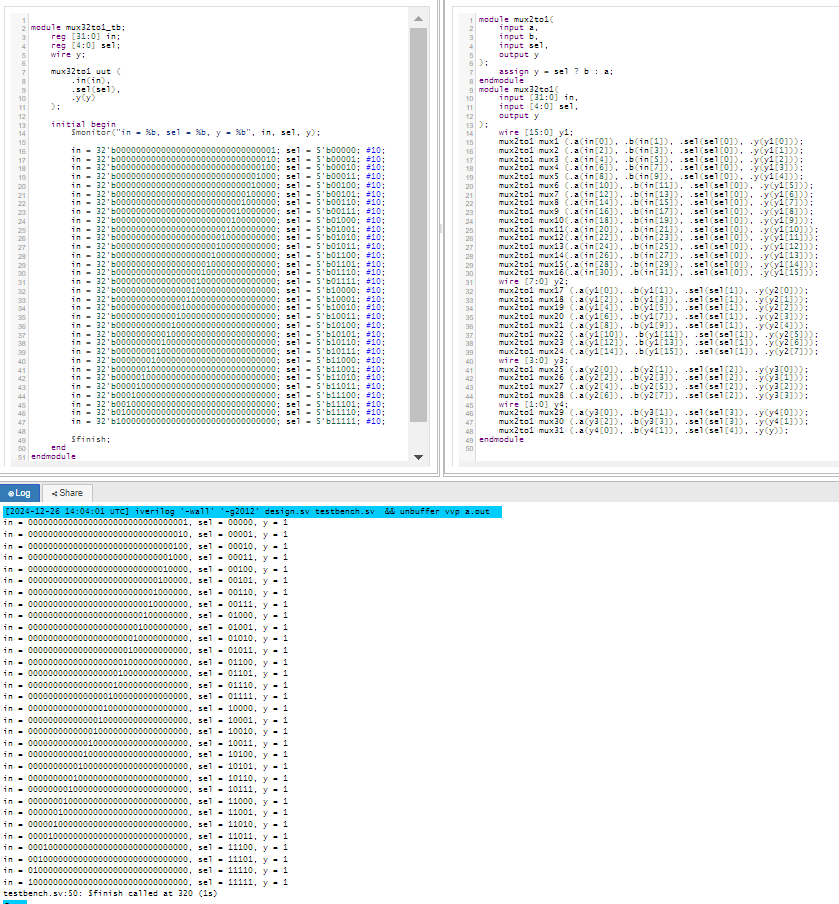 1
2 module mux32to1_tb;
3 reg [31:0] in;
4 reg [4:0] sel;
5 wire y;
6
7 mux32to1 uut (
8 .in(in),
9 .sel(sel),
10 .y(y)
11 );
12
13 initial begin
14 $monitor("in = %b, sel = %b, y = %b", in, sel, y);
15
16 in = 32'b00000000000000000000000000000001; sel = 5'b00000; #10;
17 in = 32'b00000000000000000000000000000010; sel = 5'b00001; #10;
18 in = 32'b00000000000000000000000000000100; sel = 5'b00010; #10;
19 in = 32'b00000000000000000000000000001000; sel = 5'b00011; #10;
20 in = 32'b00000000000000000000000000010000; sel = 5'b00100; #10;
21 in = 32'b00000000000000000000000000100000; sel = 5'b00101; #10;
22 in = 32'b00000000000000000000000001000000; sel = 5'b00110; #10;
23 in = 32'b00000000000000000000000010000000; sel = 5'b00111; #10;
24 in = 32'b00000000000000000000000100000000; sel = 5'b01000; #10;
25 in = 32'b00000000000000000000001000000000; sel = 5'b01001; #10;
26 in = 32'b00000000000000000000010000000000; sel = 5'b01010; #10;
27 in = 32'b00000000000000000000100000000000; sel = 5'b01011; #10;
28 in = 32'b00000000000000000001000000000000; sel = 5'b01100; #10;
29 in = 32'b00000000000000000010000000000000; sel = 5'b01101; #10;
30 in = 32'b00000000000000000100000000000000; sel = 5'b01110; #10;
31 in = 32'b00000000000000001000000000000000; sel = 5'b01111; #10;
32 in = 32'b00000000000000010000000000000000; sel = 5'b10000; #10;
33 in = 32'b00000000000000100000000000000000; sel = 5'b10001; #10;
34 in = 32'b00000000000001000000000000000000; sel = 5'b10010; #10;
35 in = 32'b00000000000010000000000000000000; sel = 5'b10011; #10;
36 in = 32'b00000000000100000000000000000000; sel = 5'b10100; #10;
37 in = 32'b00000000001000000000000000000000; sel = 5'b10101; #10;
38 in = 32'b00000000010000000000000000000000; sel = 5'b10110; #10;
39 in = 32'b00000000100000000000000000000000; sel = 5'b10111; #10;
40 in = 32'b00000001000000000000000000000000; sel = 5'b11000; #10;
41 in = 32'b00000010000000000000000000000000; sel = 5'b11001; #10;
42 in = 32'b00000100000000000000000000000000; sel = 5'b11010; #10;
43 in = 32'b00001000000000000000000000000000; sel = 5'b11011; #10;
44 in = 32'b00010000000000000000000000000000; sel = 5'b11100; #10;
45 in = 32'b00100000000000000000000000000000; sel = 5'b11101; #10;
46 in = 32'b01000000000000000000000000000000; sel = 5'b11110; #10;
47 in = 32'b10000000000000000000000000000000; sel = 5'b11111; #10;
48
49 $finish;
50 end
51 endmodule
1 module mux2to1(
2 input a,
3 input b,
4 input sel,
5 output y
6 );
7 assign y = sel ? b : a;
8 endmodule
9 module mux32to1(
10 input [31:0] in,
11 input [4:0] sel,
12 output y
13 );
14 wire [15:0] y1;
15 mux2to1 mux1 (.a(in[0]), .b(in[1]), .sel(sel[0]), .y(y1[0]));
16 mux2to1 mux2 (.a(in[2]), .b(in[3]), .sel(sel[0]), .y(y1[1]));
17 mux2to1 mux3 (.a(in[4]), .b(in[5]), .sel(sel[0]), .y(y1[2]));
18 mux2to1 mux4 (.a(in[6]), .b(in[7]), .sel(sel[0]), .y(y1[3]));
19 mux2to1 mux5 (.a(in[8]), .b(in[9]), .sel(sel[0]), .y(y1[4]));
20 mux2to1 mux6 (.a(in[10]), .b(in[11]), .sel(sel[0]), .y(y1[5]));
21 mux2to1 mux7 (.a(in[12]), .b(in[13]), .sel(sel[0]), .y(y1[6]));
22 mux2to1 mux8 (.a(in[14]), .b(in[15]), .sel(sel[0]), .y(y1[7]));
23 mux2to1 mux9 (.a(in[16]), .b(in[17]), .sel(sel[0]), .y(y1[8]));
24 mux2to1 mux10(.a(in[18]), .b(in[19]), .sel(sel[0]), .y(y1[9]));
25 mux2to1 mux11(.a(in[20]), .b(in[21]), .sel(sel[0]), .y(y1[10]));
26 mux2to1 mux12(.a(in[22]), .b(in[23]), .sel(sel[0]), .y(y1[11]));
27 mux2to1 mux13(.a(in[24]), .b(in[25]), .sel(sel[0]), .y(y1[12]));
28 mux2to1 mux14(.a(in[26]), .b(in[27]), .sel(sel[0]), .y(y1[13]));
29 mux2to1 mux15(.a(in[28]), .b(in[29]), .sel(sel[0]), .y(y1[14]));
30 mux2to1 mux16(.a(in[30]), .b(in[31]), .sel(sel[0]), .y(y1[15]));
31 wire [7:0] y2;
32 mux2to1 mux17 (.a(y1[0]), .b(y1[1]), .sel(sel[1]), .y(y2[0]));
33 mux2to1 mux18 (.a(y1[2]), .b(y1[3]), .sel(sel[1]), .y(y2[1]));
34 mux2to1 mux19 (.a(y1[4]), .b(y1[5]), .sel(sel[1]), .y(y2[2]));
35 mux2to1 mux20 (.a(y1[6]), .b(y1[7]), .sel(sel[1]), .y(y2[3]));
36 mux2to1 mux21 (.a(y1[8]), .b(y1[9]), .sel(sel[1]), .y(y2[4]));
37 mux2to1 mux22 (.a(y1[10]), .b(y1[11]), .sel(sel[1]), .y(y2[5]));
38 mux2to1 mux23 (.a(y1[12]), .b(y1[13]), .sel(sel[1]), .y(y2[6]));
39 mux2to1 mux24 (.a(y1[14]), .b(y1[15]), .sel(sel[1]), .y(y2[7]));
40 wire [3:0] y3;
41 mux2to1 mux25 (.a(y2[0]), .b(y2[1]), .sel(sel[2]), .y(y3[0]));
42 mux2to1 mux26 (.a(y2[2]), .b(y2[3]), .sel(sel[2]), .y(y3[1]));
43 mux2to1 mux27 (.a(y2[4]), .b(y2[5]), .sel(sel[2]), .y(y3[2]));
44 mux2to1 mux28 (.a(y2[6]), .b(y2[7]), .sel(sel[2]), .y(y3[3]));
45 wire [1:0] y4;
46 mux2to1 mux29 (.a(y3[0]), .b(y3[1]), .sel(sel[3]), .y(y4[0]));
47 mux2to1 mux30 (.a(y3[2]), .b(y3[3]), .sel(sel[3]), .y(y4[1]));
48 mux2to1 mux31 (.a(y4[0]), .b(y4[1]), .sel(sel[4]), .y(y));
49 endmodule
50
Log Share
[2024-12-26 14:04:01 UTC] iverilog '-Wall' '-g2012' design.sv testbench.sv && unbuffer vvp a.out
in = 00000000000000000000000000000001, sel = 00000, y = 1
in = 00000000000000000000000000000010, sel = 00001, y = 1
in = 00000000000000000000000000000100, sel = 00010, y = 1
in = 00000000000000000000000000001000, sel = 00011, y = 1
in = 00000000000000000000000000010000, sel = 00100, y = 1
in = 00000000000000000000000000100000, sel = 00101, y = 1
in = 00000000000000000000000001000000, sel = 00110, y = 1
in = 00000000000000000000000010000000, sel = 00111, y = 1
in = 00000000000000000000000100000000, sel = 01000, y = 1
in = 00000000000000000000001000000000, sel = 01001, y = 1
in = 00000000000000000000010000000000, sel = 01010, y = 1
in = 00000000000000000000100000000000, sel = 01011, y = 1
in = 00000000000000000001000000000000, sel = 01100, y = 1
in = 00000000000000000010000000000000, sel = 01101, y = 1
in = 00000000000000000100000000000000, sel = 01110, y = 1
in = 00000000000000001000000000000000, sel = 01111, y = 1
in = 00000000000000010000000000000000, sel = 10000, y = 1
in = 00000000000000100000000000000000, sel = 10001, y = 1
in = 00000000000001000000000000000000, sel = 10010, y = 1
in = 00000000000010000000000000000000, sel = 10011, y = 1
in = 00000000000100000000000000000000, sel = 10100, y = 1
in = 00000000001000000000000000000000, sel = 10101, y = 1
in = 00000000010000000000000000000000, sel = 10110, y = 1
in = 00000000100000000000000000000000, sel = 10111, y = 1
in = 00000001000000000000000000000000, sel = 11000, y = 1
in = 00000010000000000000000000000000, sel = 11001, y = 1
in = 00000100000000000000000000000000, sel = 11010, y = 1
in = 00001000000000000000000000000000, sel = 11011, y = 1
in = 00010000000000000000000000000000, sel = 11100, y = 1
in = 00100000000000000000000000000000, sel = 11101, y = 1
in = 01000000000000000000000000000000, sel = 11110, y = 1
in = 10000000000000000000000000000000, sel = 11111, y = 1
testbench.sv:50: $finish called at 320 (1s)